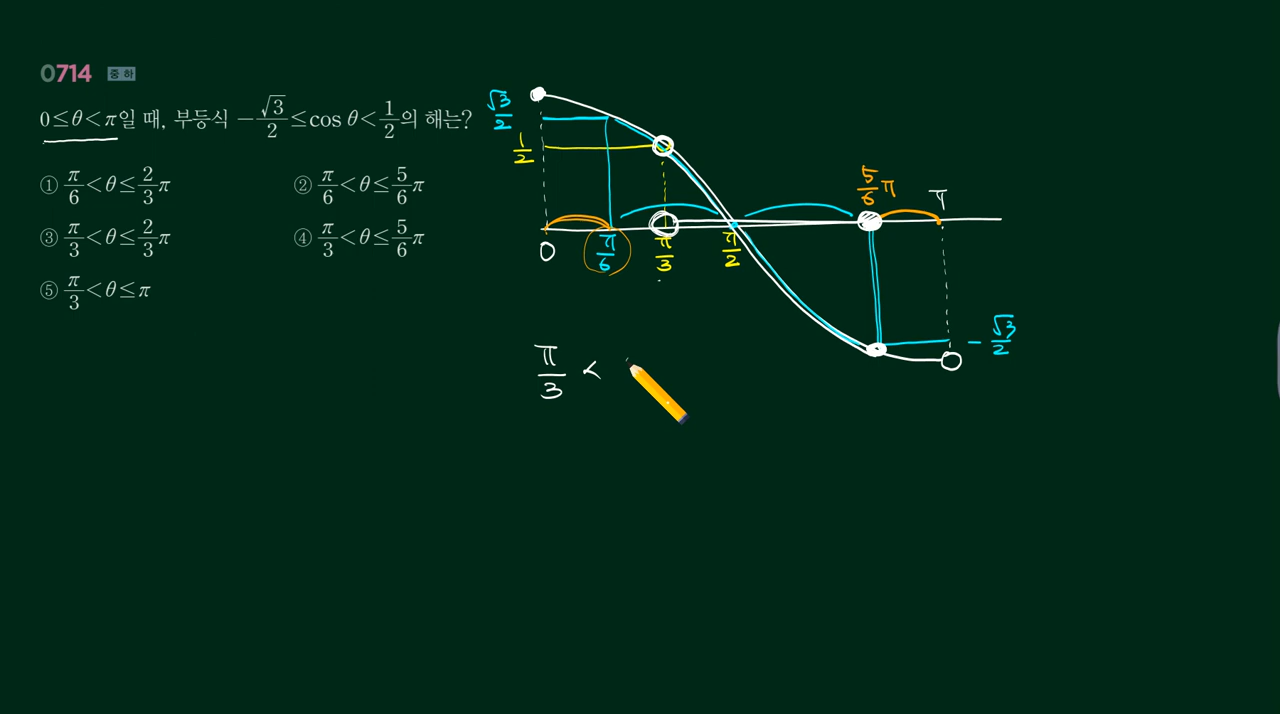 0714 중 하
0≤θ<π일 때, 부등식 -√3/2≤cos θ<1/2의 해는?
① π/6<θ≤2/3π ② π/6<θ≤5/6π
③ π/3<θ≤2/3π ④ π/3<θ≤5/6π
⑤ π/3<θ≤π
√3/2
1/2
5/6π π
0 π/6 π/3 π/2
-√3/2
π/3 <